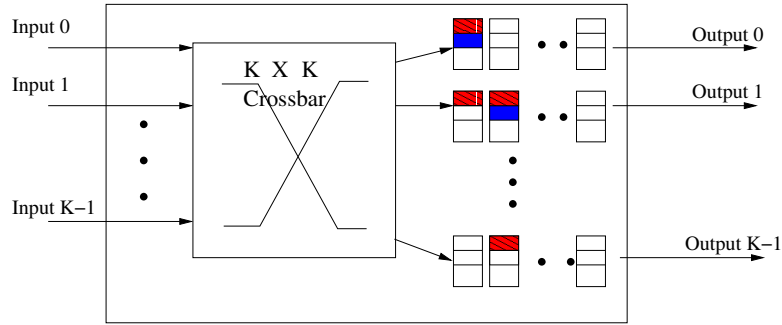 Input 0
Input 1
Input K−1
K X K
Crossbar
Output 0
Output 1
Output K−1